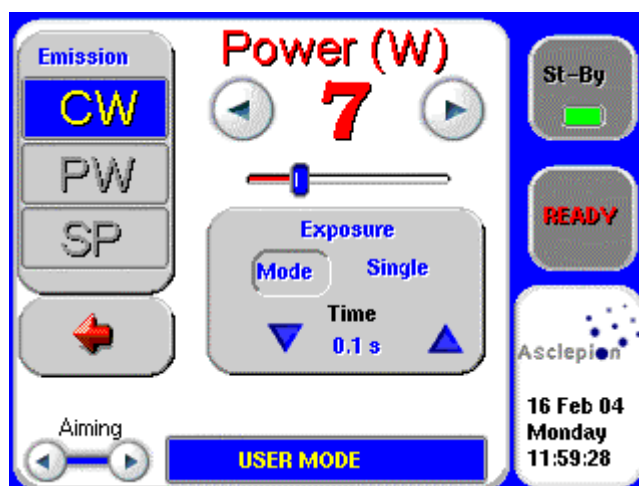 Emission
CW
PW
SP
Power (W)
7
Exposure
Mode Single
Time
0.1 s
Aiming
USER MODE
St-By
READY
Asclepion
16 Feb 04
Monday
11:59:28